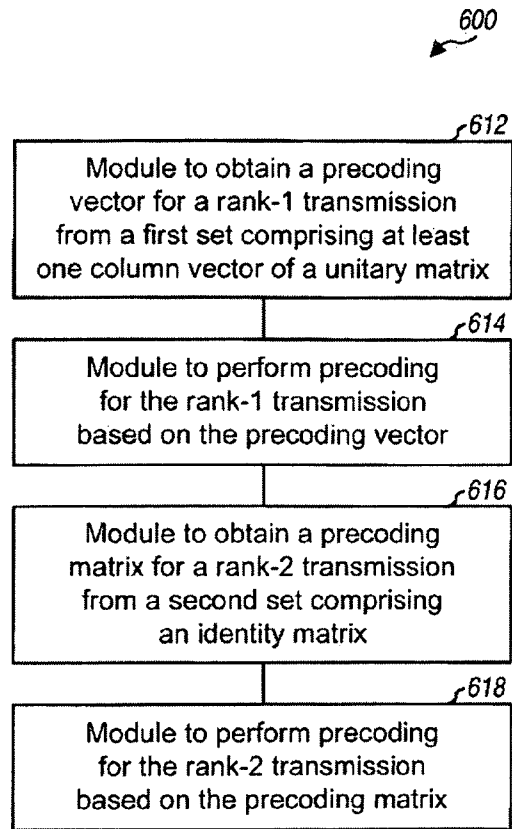 600
612
Module to obtain a precoding
vector for a rank-1 transmission
from a first set comprising at least
one column vector of a unitary matrix
614
Module to perform precoding
for the rank-1 transmission
based on the precoding vector
616
Module to obtain a precoding
matrix for a rank-2 transmission
from a second set comprising
an identity matrix
618
Module to perform precoding
for the rank-2 transmission
based on the precoding matrix